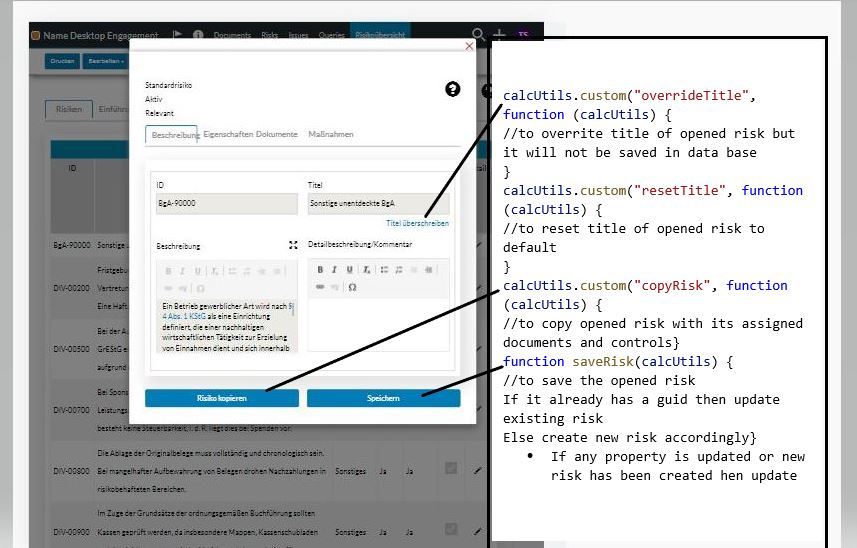 Name Desktop Engagement
Documents
Risks
Issues
Queries
Risikoübersicht
TS
Drucken
Bearbeiten
Risiken
Einführu
ID
Standardrisiko
Aktiv
Relevant
Beschreibung
Eigenschaften
Dokumente
Maßnahmen
ID
Titel
BgA-90000
Sonstige unentdeckte BgA
Titel überschreiben
Beschreibung
Detailbeschreibung/Kommentar
B I U Ix
B I U Ix
Ω
Ω
Ein Betrieb gewerblicher Art wird nach §
4 Abs. 1 KStG als eine Einrichtung
definiert, die einer nachhaltigen
wirtschaftlichen Tätigkeit zur Erzielung
von Einnahmen dient und sich innerhalb
Risiko kopieren
Speichern
BgA-90000 Sonstige
Fristgebu
DIV-00200 Vertretun
Eine Haft
Bei der Au
DIV-00500 GrEStG e
aufgrund
Bei Spons
DIV-00700 Leistungs
besteht keine Steuerbarkeit, i. d. R. liegt dies bei Spenden vor.
Die Ablage der Originalbelege muss vollständig und chronologisch sein.
DIV-00800 Bei mangelhafter Aufbewahrung von Belegen drohen Nachzahlungen in Sonstiges Ja Ja
risikobehafteten Bereichen.
Im Zuge der Grundsätze der ordnungsgemäßen Buchführung sollten
DIV-00900 Kassen geprüft werden, da insbesondere Mappen, Kassenschubladen Sonstiges Ja Ja
calcUtils.custom("overrideTitle",
function (calcUtils) {
//to overrite title of opened risk but
it will not be saved in data base
}
calcUtils.custom("resetTitle", function
(calcUtils) {
//to reset title of opened risk to
default
}
calcUtils.custom("copyRisk", function
(calcUtils) {
//to copy opened risk with its assigned
documents and controls}
function saveRisk(calcUtils) {
//to save the opened risk
If it already has a guid then update
existing risk
Else create new risk accordingly}
• If any property is updated or new
risk has been created hen update